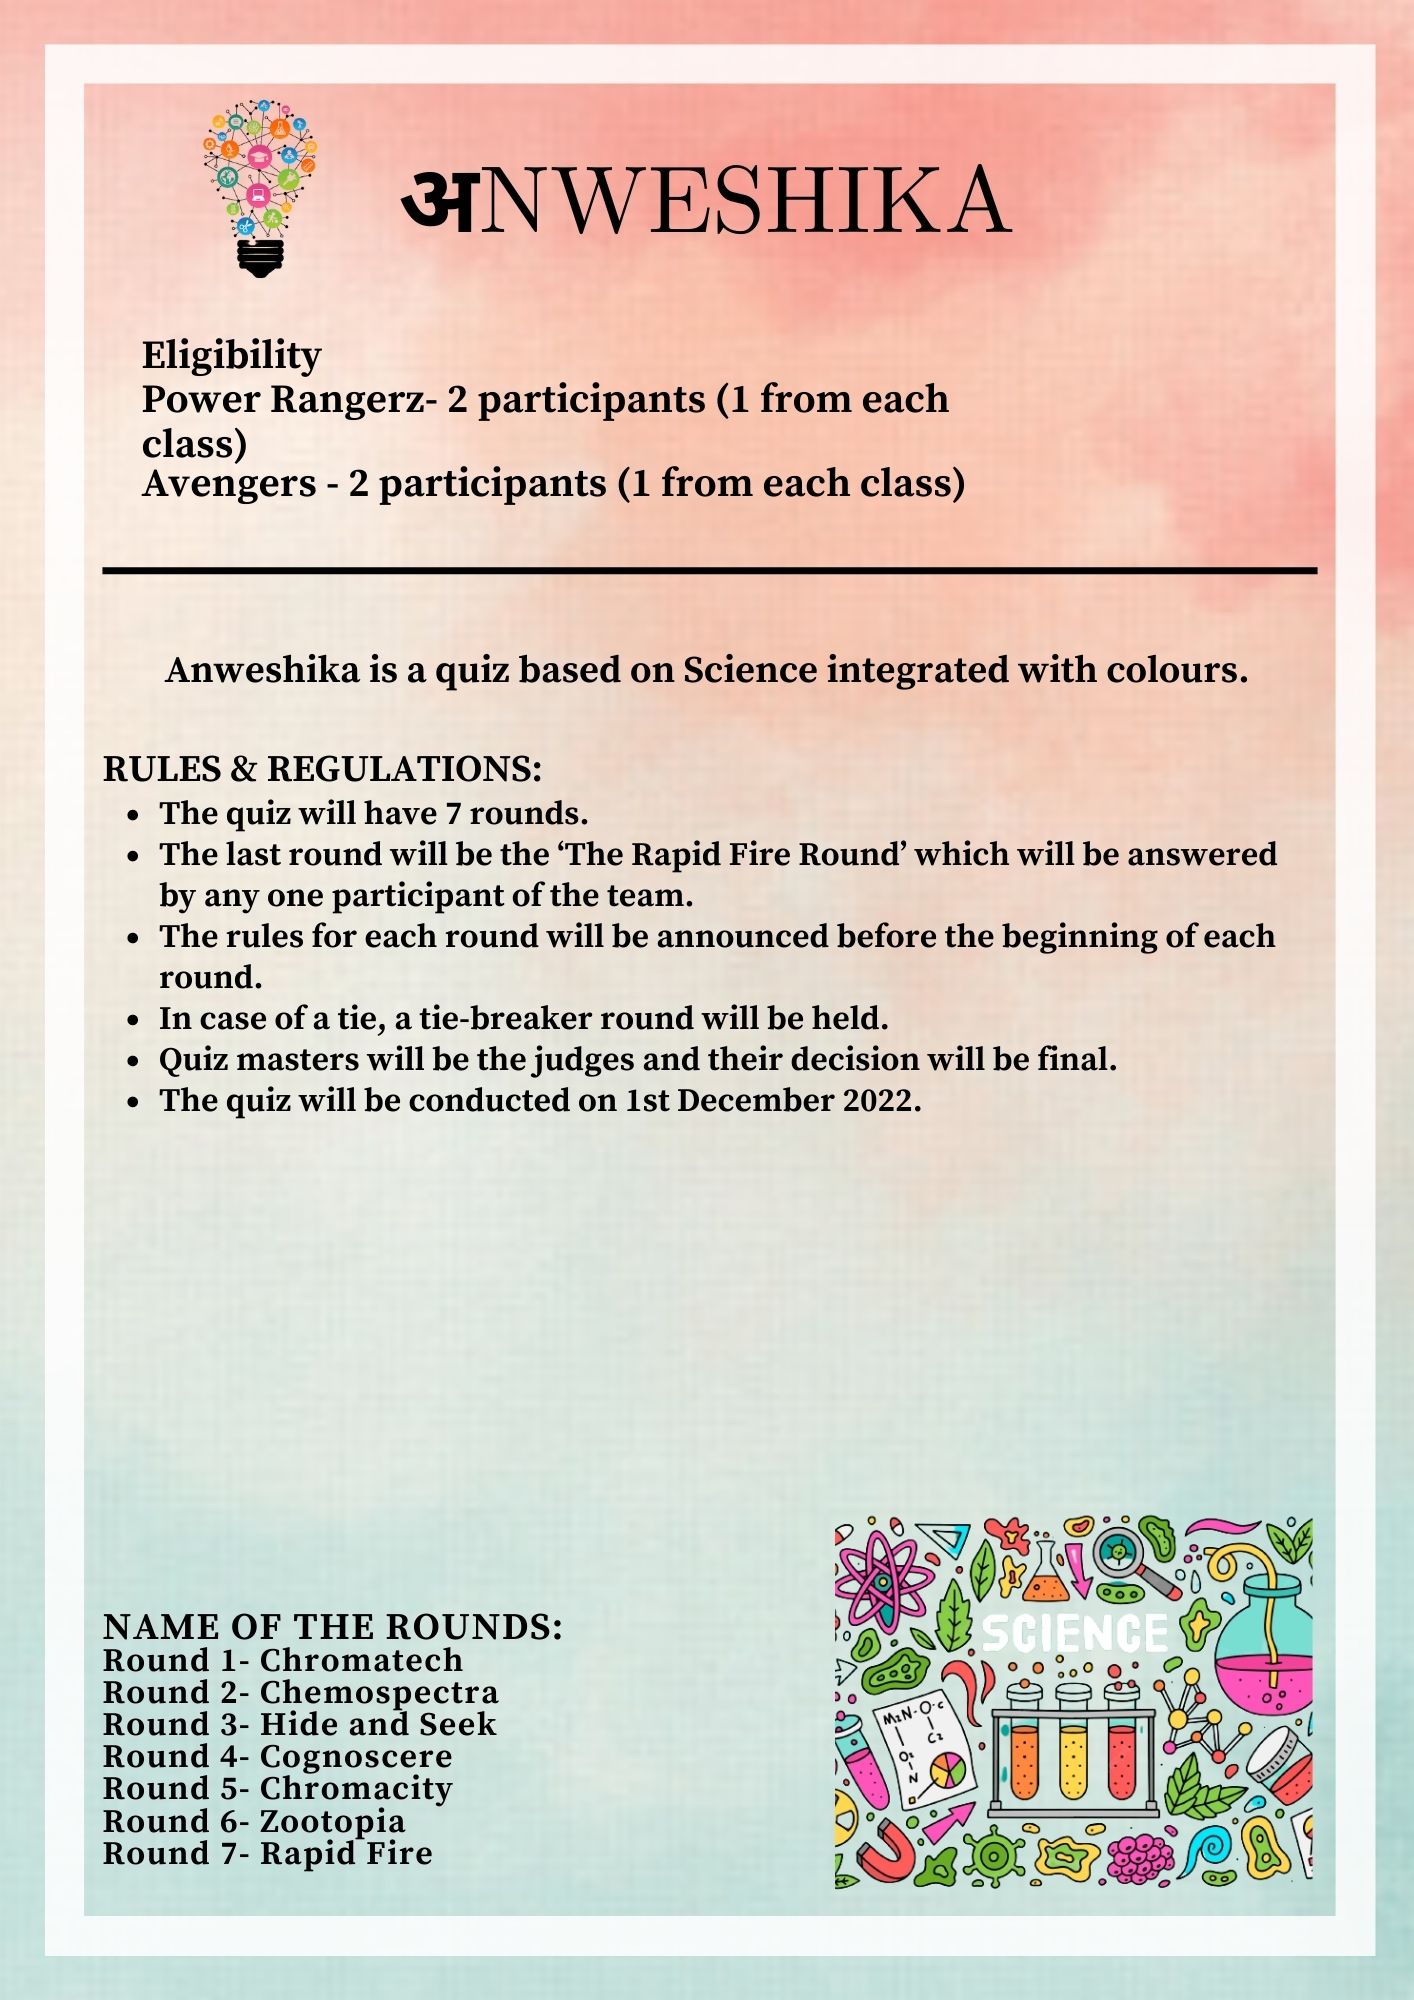 अNWESHIKA
Eligibility
Power Rangerz- 2 participants (1 from each
class)
Avengers - 2 participants (1 from each class)
Anweshika is a quiz based on Science integrated with colours.
RULES & REGULATIONS:
• The quiz will have 7 rounds.
• The last round will be the ‘The Rapid Fire Round’ which will be answered
by any one participant of the team.
• The rules for each round will be announced before the beginning of each
round.
• In case of a tie, a tie-breaker round will be held.
• Quiz masters will be the judges and their decision will be final.
• The quiz will be conducted on 1st December 2022.
NAME OF THE ROUNDS:
Round 1- Chromatech
Round 2- Chemospectra
Round 3- Hide and Seek
Round 4- Cognoscere
Round 5- Chromacity
Round 6- Zootopia
Round 7- Rapid Fire
SCIENCE